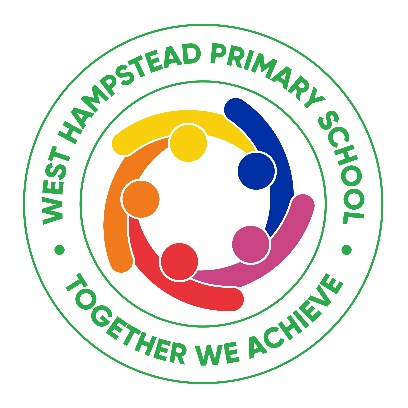 WEST HAMPSTEAD PRIMARY SCHOOL
TOGETHER WE ACHIEVE